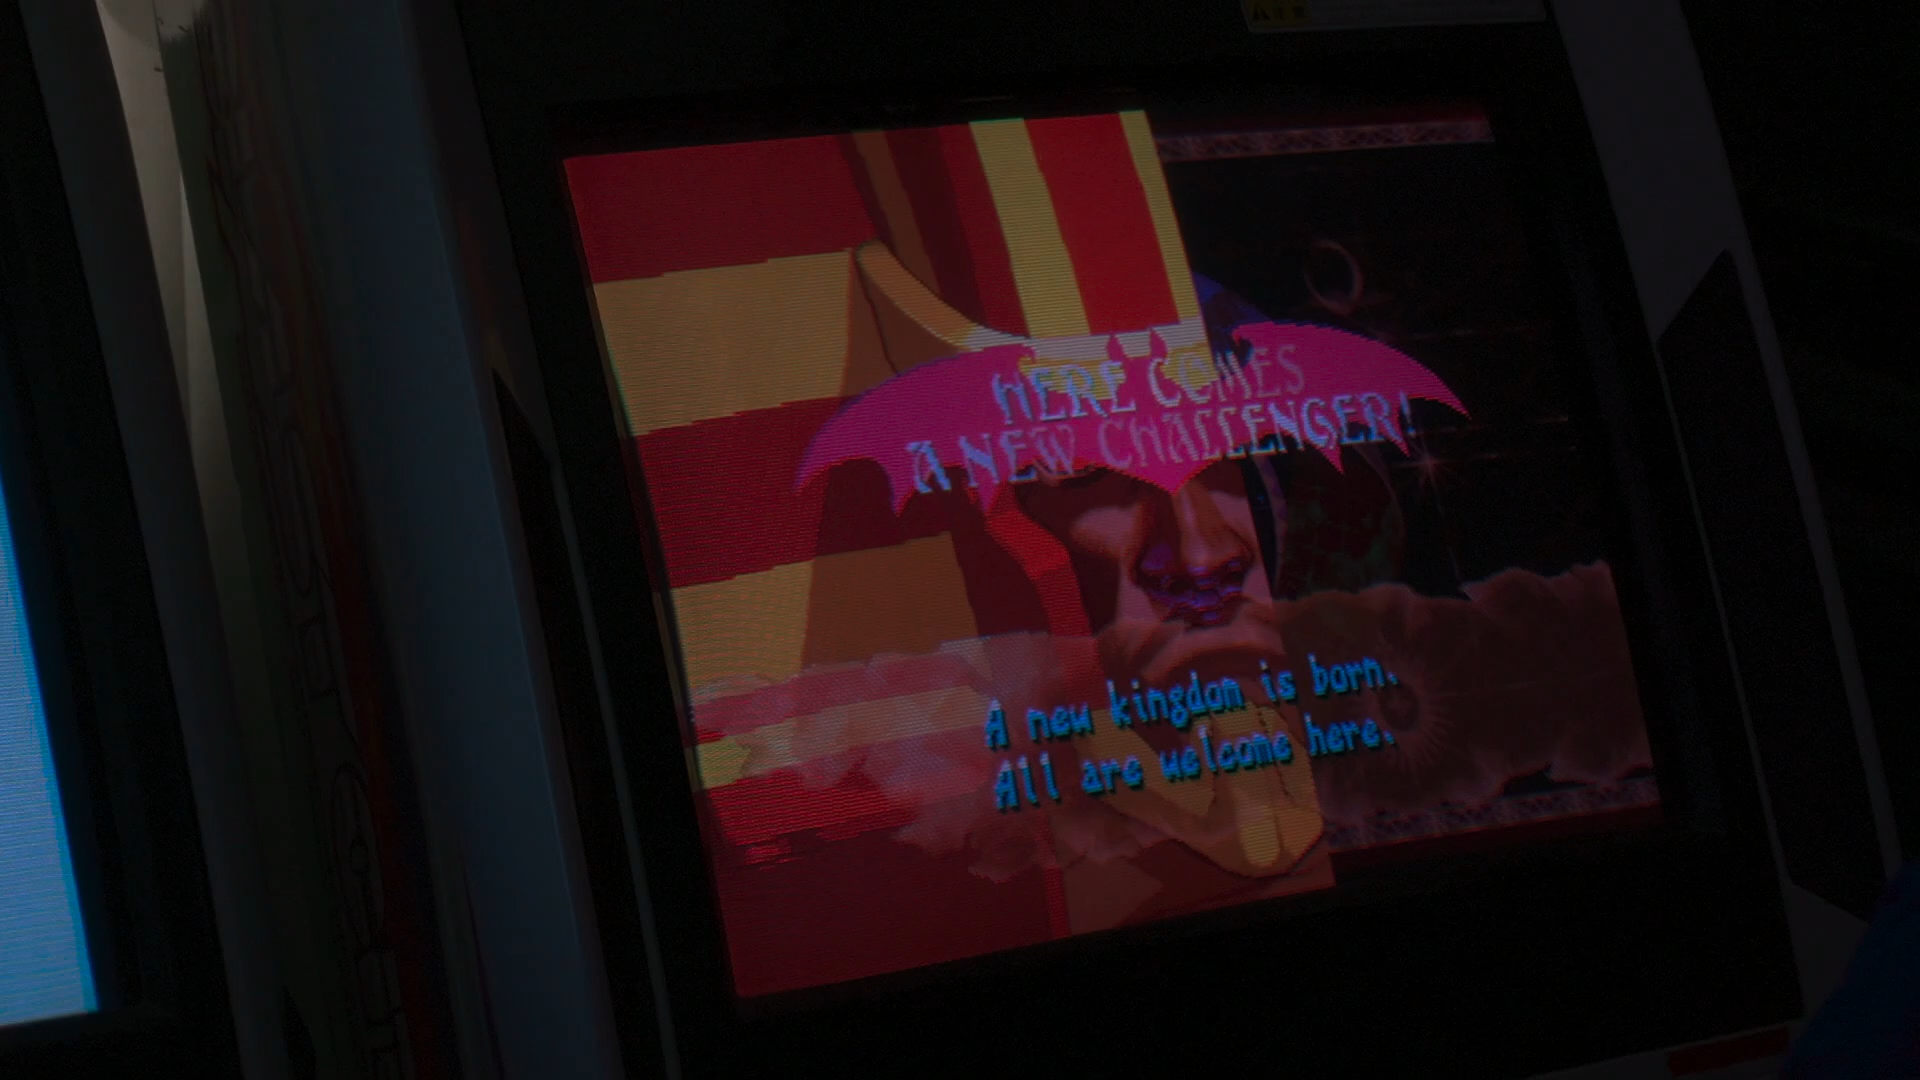 HERE COMES
A NEW CHALLENGER!
A new kingdom is born.
All are welcome here.